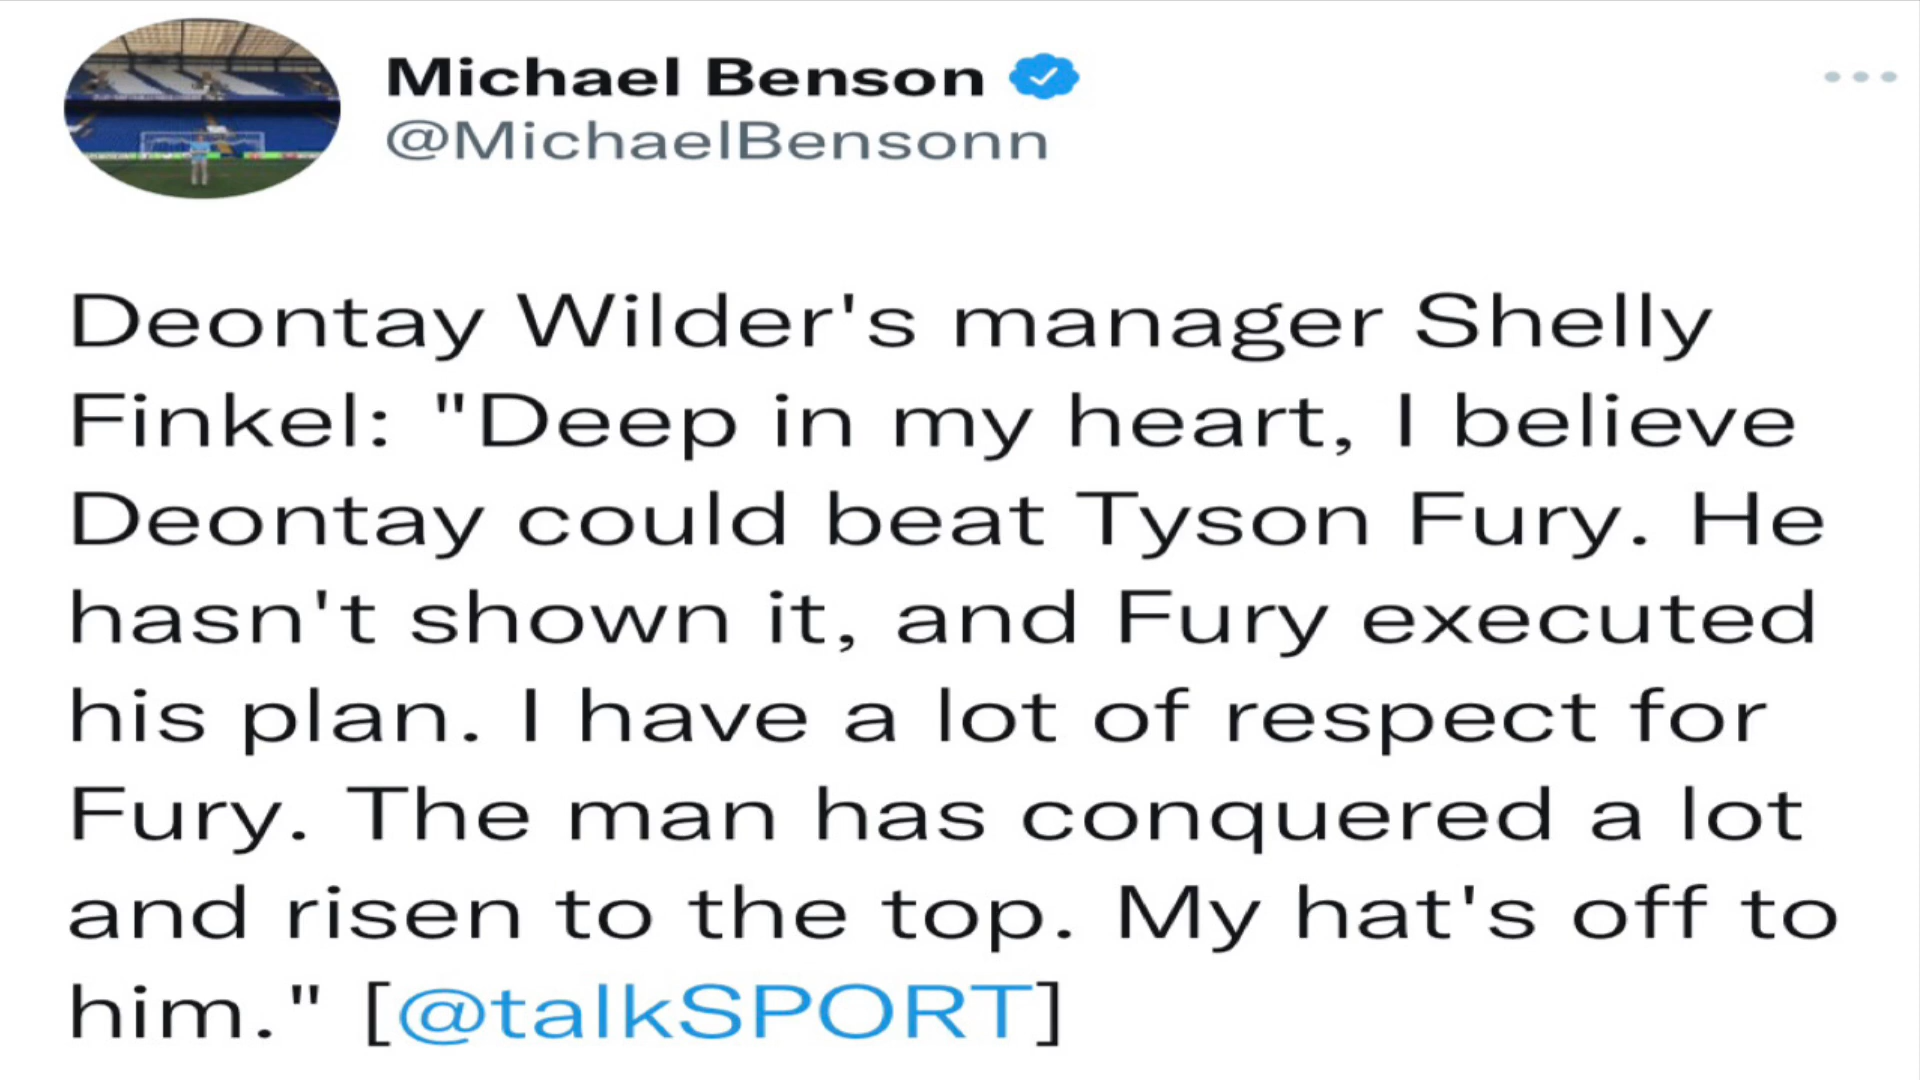 Michael Benson
@MichaelBensonn
Deontay Wilder's manager Shelly
Finkel: "Deep in my heart, I believe
Deontay could beat Tyson Fury. He
hasn't shown it, and Fury executed
his plan. I have a lot of respect for
Fury. The man has conquered a lot
and risen to the top. My hat's off to
him." [@talkSPORT]